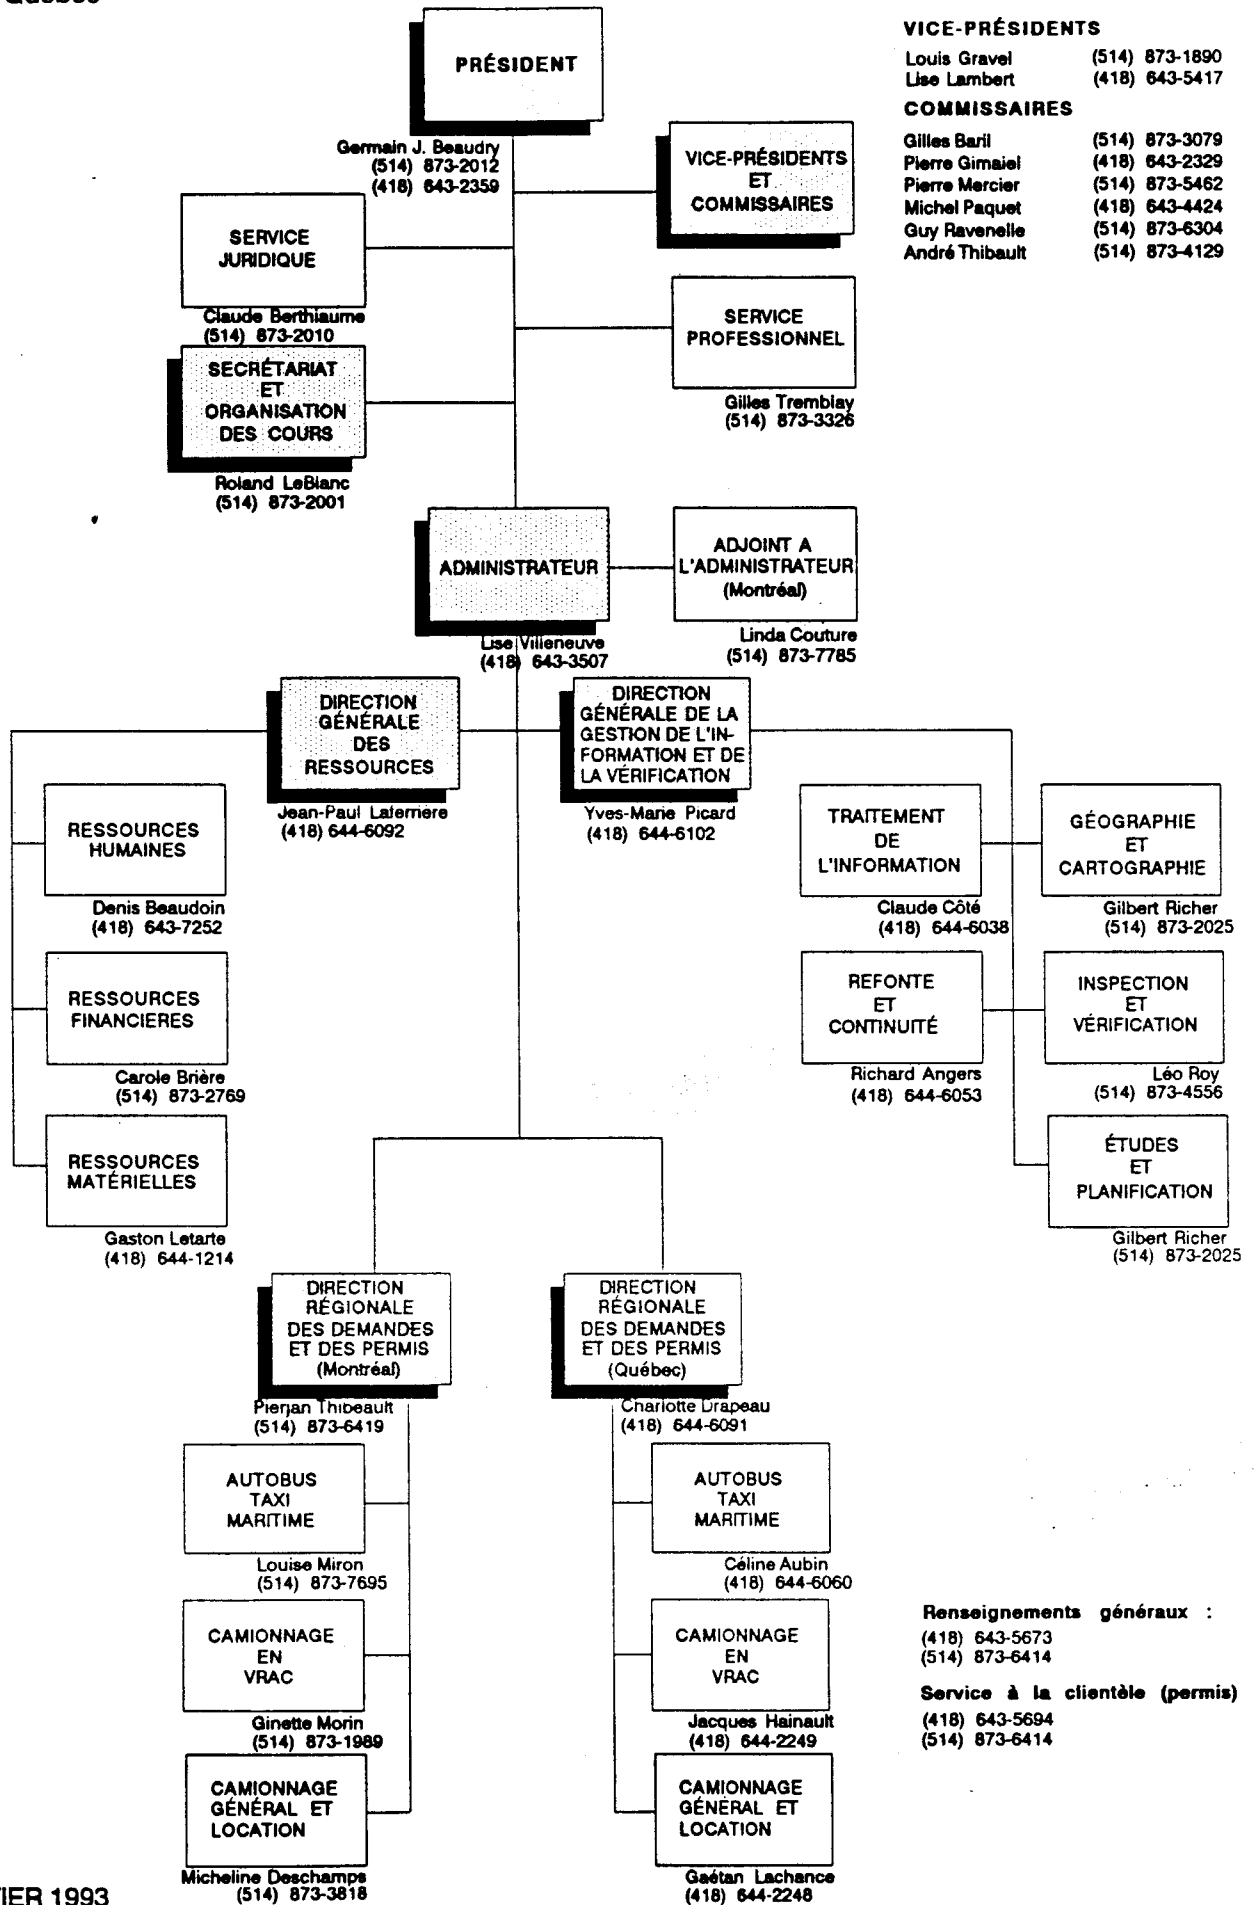 PRÉSIDENT
Germain J. Beaudry
(514) 873-2012
(418) 643-2359
VICE-PRÉSIDENTS
Louis Gravel (514) 873-1890
Lise Lambert (418) 643-5417
COMMISSAIRES
Gilles Baril (514) 873-3079
Pierre Gimaiel (418) 643-2329
Pierre Mercier (514) 873-5462
Michel Paquet (418) 643-4424
Guy Ravenelle (514) 873-6304
André Thibault (514) 873-4129
VICE-PRÉSIDENTS
ET
COMMISSAIRES
SERVICE
JURIDIQUE
Claude Berthiaume
(514) 873-2010
SERVICE
PROFESSIONNEL
Gilles Tremblay
(514) 873-3326
SECRÉTARIAT
ET
ORGANISATION
DES COURS
Roland LeBlanc
(514) 873-2001
ADMINISTRATEUR
Lise Villeneuve
(418) 643-3507
ADJOINT A
L'ADMINISTRATEUR
(Montréal)
Linda Couture
(514) 873-7785
DIRECTION
GÉNÉRALE
DES
RESSOURCES
Jean-Paul Laferrière
(418) 644-6092
DIRECTION
GÉNÉRALE DE LA
GESTION DE L'IN-
FORMATION ET DE
LA VÉRIFICATION
Yves-Marie Picard
(418) 644-6102
RESSOURCES
HUMAINES
Denis Beaudoin
(418) 643-7252
TRAITEMENT
DE
L'INFORMATION
Claude Côté
(418) 644-6038
GÉOGRAPHIE
ET
CARTOGRAPHIE
Gilbert Richer
(514) 873-2025
RESSOURCES
FINANCIERES
Carole Brière
(514) 873-2769
REFONTE
ET
CONTINUITÉ
Richard Angers
(418) 644-6053
INSPECTION
ET
VÉRIFICATION
Léo Roy
(514) 873-4556
RESSOURCES
MATÉRIELLES
Gaston Letarte
(418) 644-1214
ÉTUDES
ET
PLANIFICATION
Gilbert Richer
(514) 873-2025
DIRECTION
RÉGIONALE
DES DEMANDES
ET DES PERMIS
(Montréal)
Pierjan Thibeault
(514) 873-6419
DIRECTION
RÉGIONALE
DES DEMANDES
ET DES PERMIS
(Québec)
Charlotte Drapeau
(418) 644-6091
AUTOBUS
TAXI
MARITIME
Louise Miron
(514) 873-7695
AUTOBUS
TAXI
MARITIME
Céline Aubin
(418) 644-6060
CAMIONNAGE
EN
VRAC
Ginette Morin
(514) 873-1989
CAMIONNAGE
EN
VRAC
Jacques Hainault
(418) 644-2249
CAMIONNAGE
GÉNÉRAL ET
LOCATION
Micheline Deschamps
(514) 873-3818
CAMIONNAGE
GÉNÉRAL ET
LOCATION
Gaétan Lachance
(418) 644-2248
Renseignements généraux :
(418) 643-5673
(514) 873-6414
Service à la clientèle (permis)
(418) 643-5694
(514) 873-6414
1993